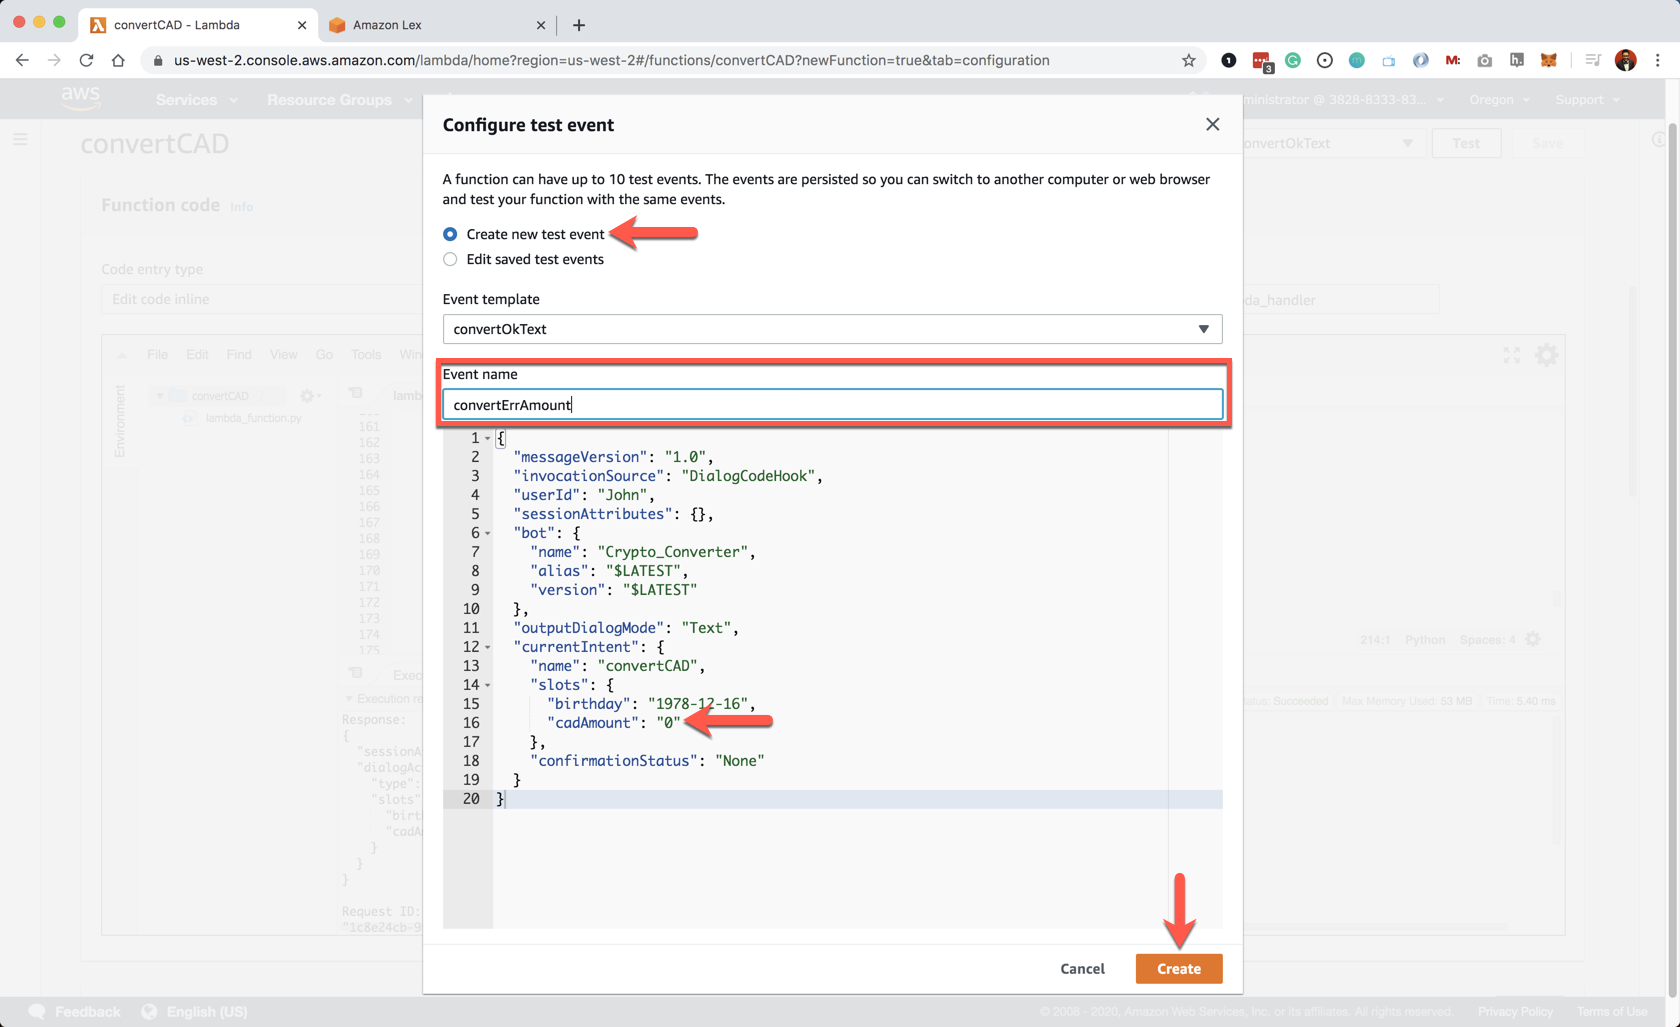 convertCAD - Lambda
Amazon Lex
us-west-2.console.aws.amazon.com/lambda/home?region=us-west-2#/functions/convertCAD?newFunction=true&tab=configuration
3
aws
Services
Resource Groups
ministrator @ 3828-8333-83...
Oregon
Support
convertCAD
onvertOkText
Test
Save
Function code
Info
Code entry type
Edit code inline
da_handler
File Edit Find View Go Tools Win
Environment
convertCAD
lambda_function.py
lamb
161
162
163
164
165
166
167
168
169
170
171
172
173
174
175
214:1 Python Spaces: 4
Exec
Execution re
atus: Succeeded
Max Memory Used: 53 MB
Time: 5.40 ms
Response:
{
"sessionA
"dialogAc
"type":
"slots"
"birt
"cadA
}
}
}
Request ID:
"1c8e24cb-9
Configure test event
A function can have up to 10 test events. The events are persisted so you can switch to another computer or web browser
and test your function with the same events.
Create new test event
Edit saved test events
Event template
convertOkText
Event name
convertErrAmount
1 {
2 "messageVersion": "1.0",
3 "invocationSource": "DialogCodeHook",
4 "userId": "John",
5 "sessionAttributes": {},
6 "bot": {
7 "name": "Crypto_Converter",
8 "alias": "$LATEST",
9 "version": "$LATEST"
10 },
11 "outputDialogMode": "Text",
12 "currentIntent": {
13 "name": "convertCAD",
14 "slots": {
15 "birthday": "1978-12-16",
16 "cadAmount": "0"
17 },
18 "confirmationStatus": "None"
19 }
20 }
Cancel
Create
Feedback
English (US)
© 2008 - 2020, Amazon Web Services, Inc. or its affiliates. All rights reserved.
Privacy Policy
Terms of Use